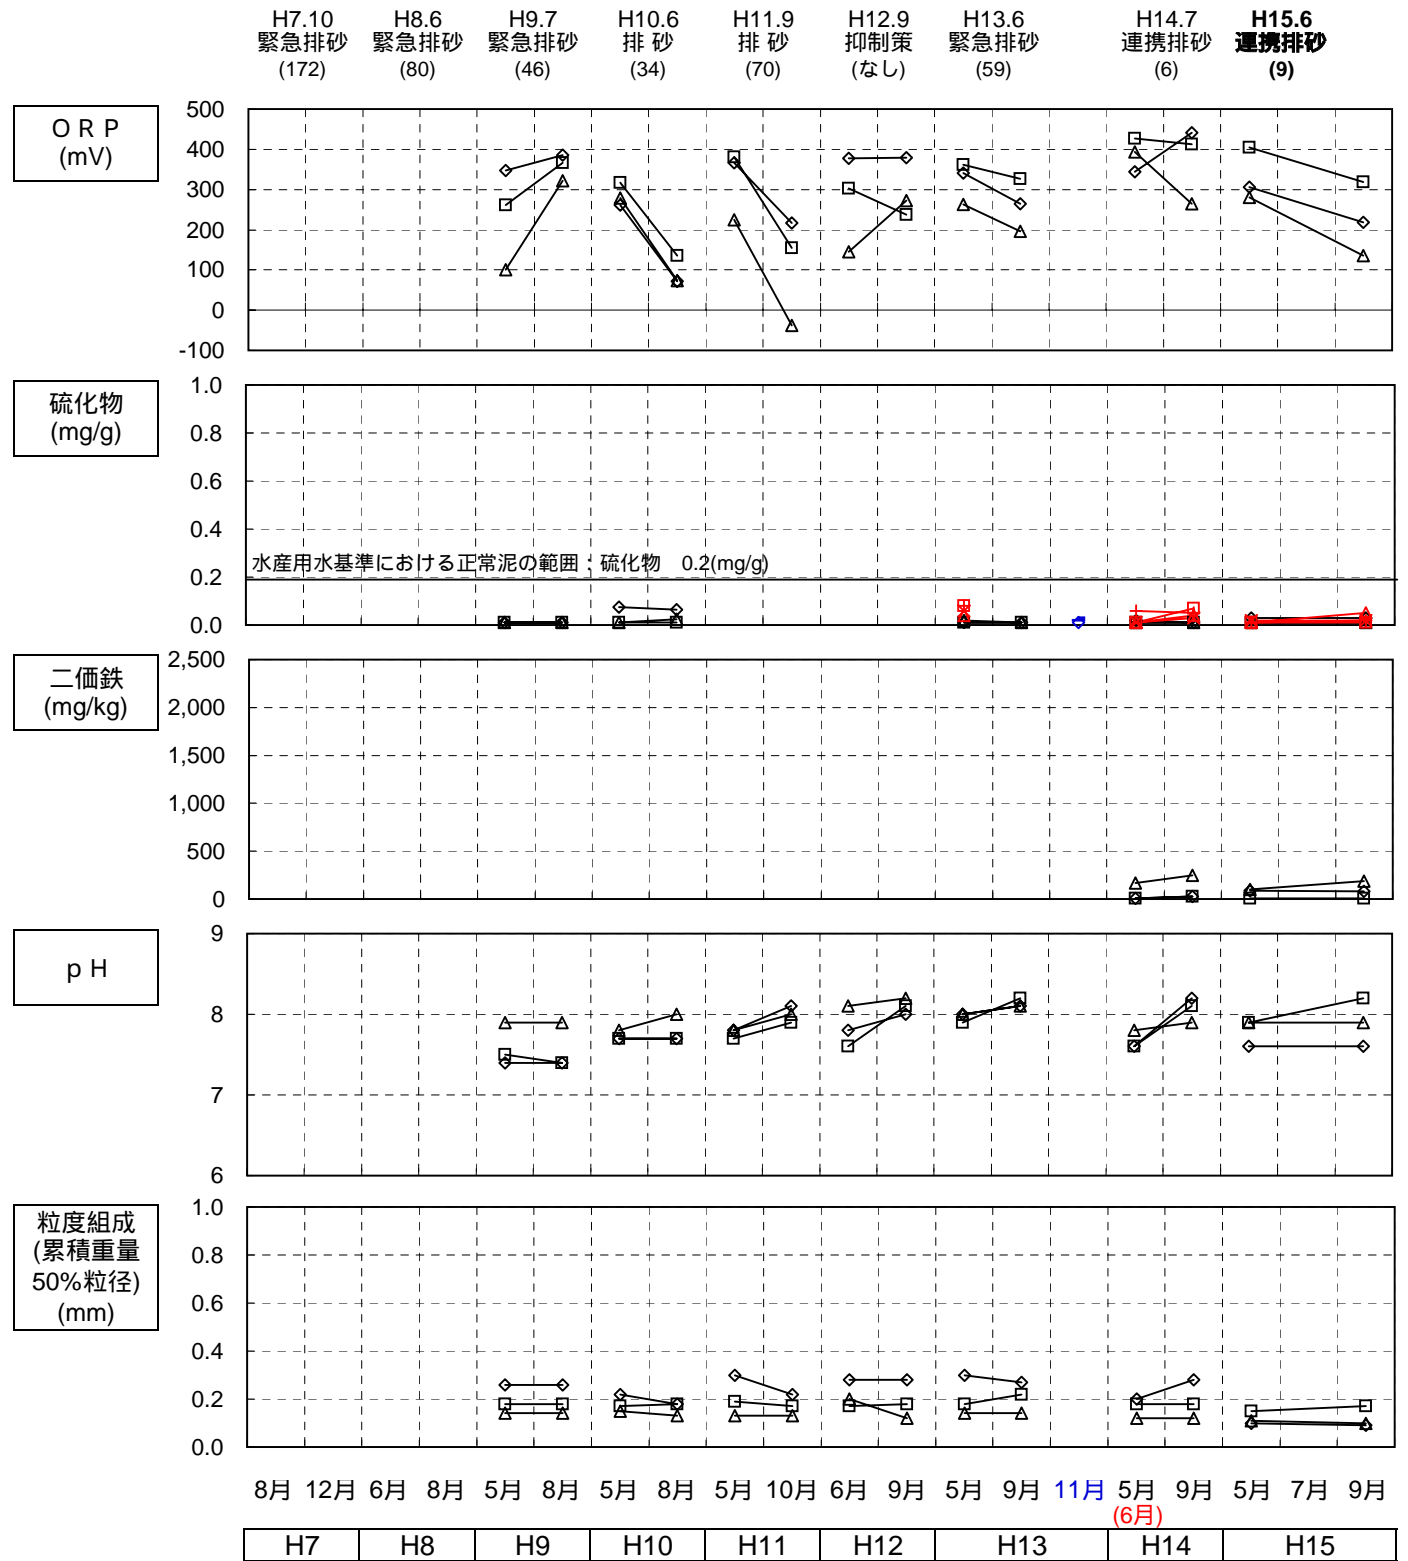 H7.10 H8.6 H9.7 H10.6 H11.9 H12.9 H13.6 H14.7 H15.6
緊急排砂 緊急排砂 緊急排砂 排 砂 排 砂 抑制策 緊急排砂 連携排砂 連携排砂
(172) (80) (46) (34) (70) (なし) (59) (6) (9)
ＯＲＰ
(mV)
500
400
300
200
100
0
-100
硫化物
(mg/g)
1.0
0.8
0.6
0.4
水産用水基準における正常泥の範囲：硫化物　0.2(mg/g)
0.2
0.0
二価鉄
(mg/kg)
2,500
2,000
1,500
1,000
500
0
ｐＨ
9
8
7
6
粒度組成
(累積重量
50%粒径)
(mm)
1.0
0.8
0.6
0.4
0.2
0.0
8月 12月 6月 8月 5月 8月 5月 8月 5月 10月 6月 9月 5月 9月 11月 5月 9月 5月 7月 9月
(6月)
H7 H8 H9 H10 H11 H12 H13 H14 H15